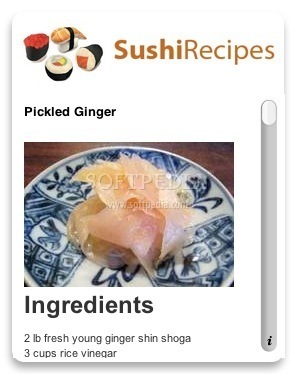 SushiRecipes
Pickled Ginger
SOFTPEDIA
www.softpedia.com
Ingredients
2 lb fresh young ginger shin shoga
3 cups rice vinegar
i